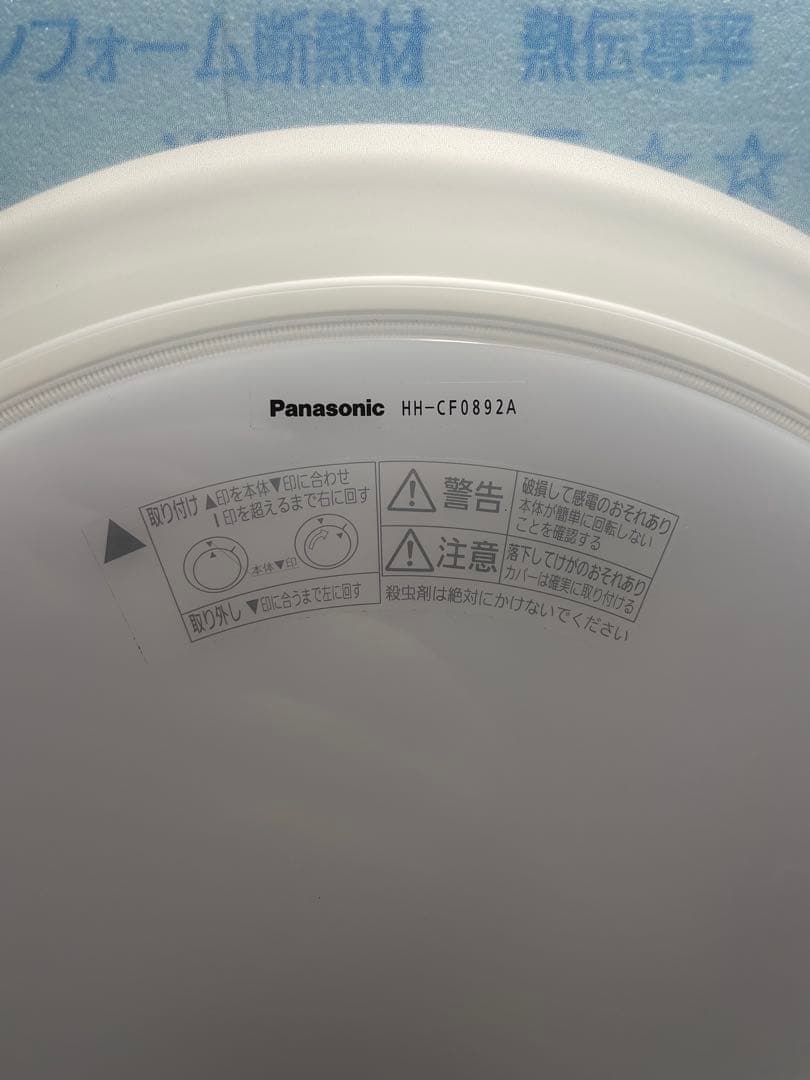 ンフォーム断熱材 熱伝導率
☆☆
Panasonic HH-CF0892A
取り付け ▲印を本体▼印に合わせ
I印を超えるまで右に回す
本体▼印
取り外し ▼印に合うまで左に回す
警告 破損して感電のおそれあり
本体が簡単に回転しない
ことを確認する
注意 落下してけがのおそれあり
カバーは確実に取り付ける
殺虫剤は絶対にかけないでください